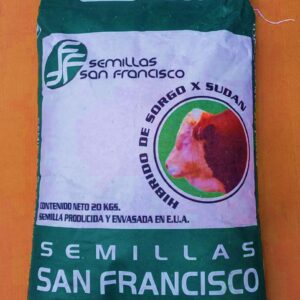 SEMILLAS
SAN FRANCISCO
HIBRIDO DE SORGO X SUDAN
CONTENIDO NETO 20 KGS.
SEMILLA PRODUCIDA Y ENVASADA EN E.U.A.
SEMILLAS
SAN FRANCISCO